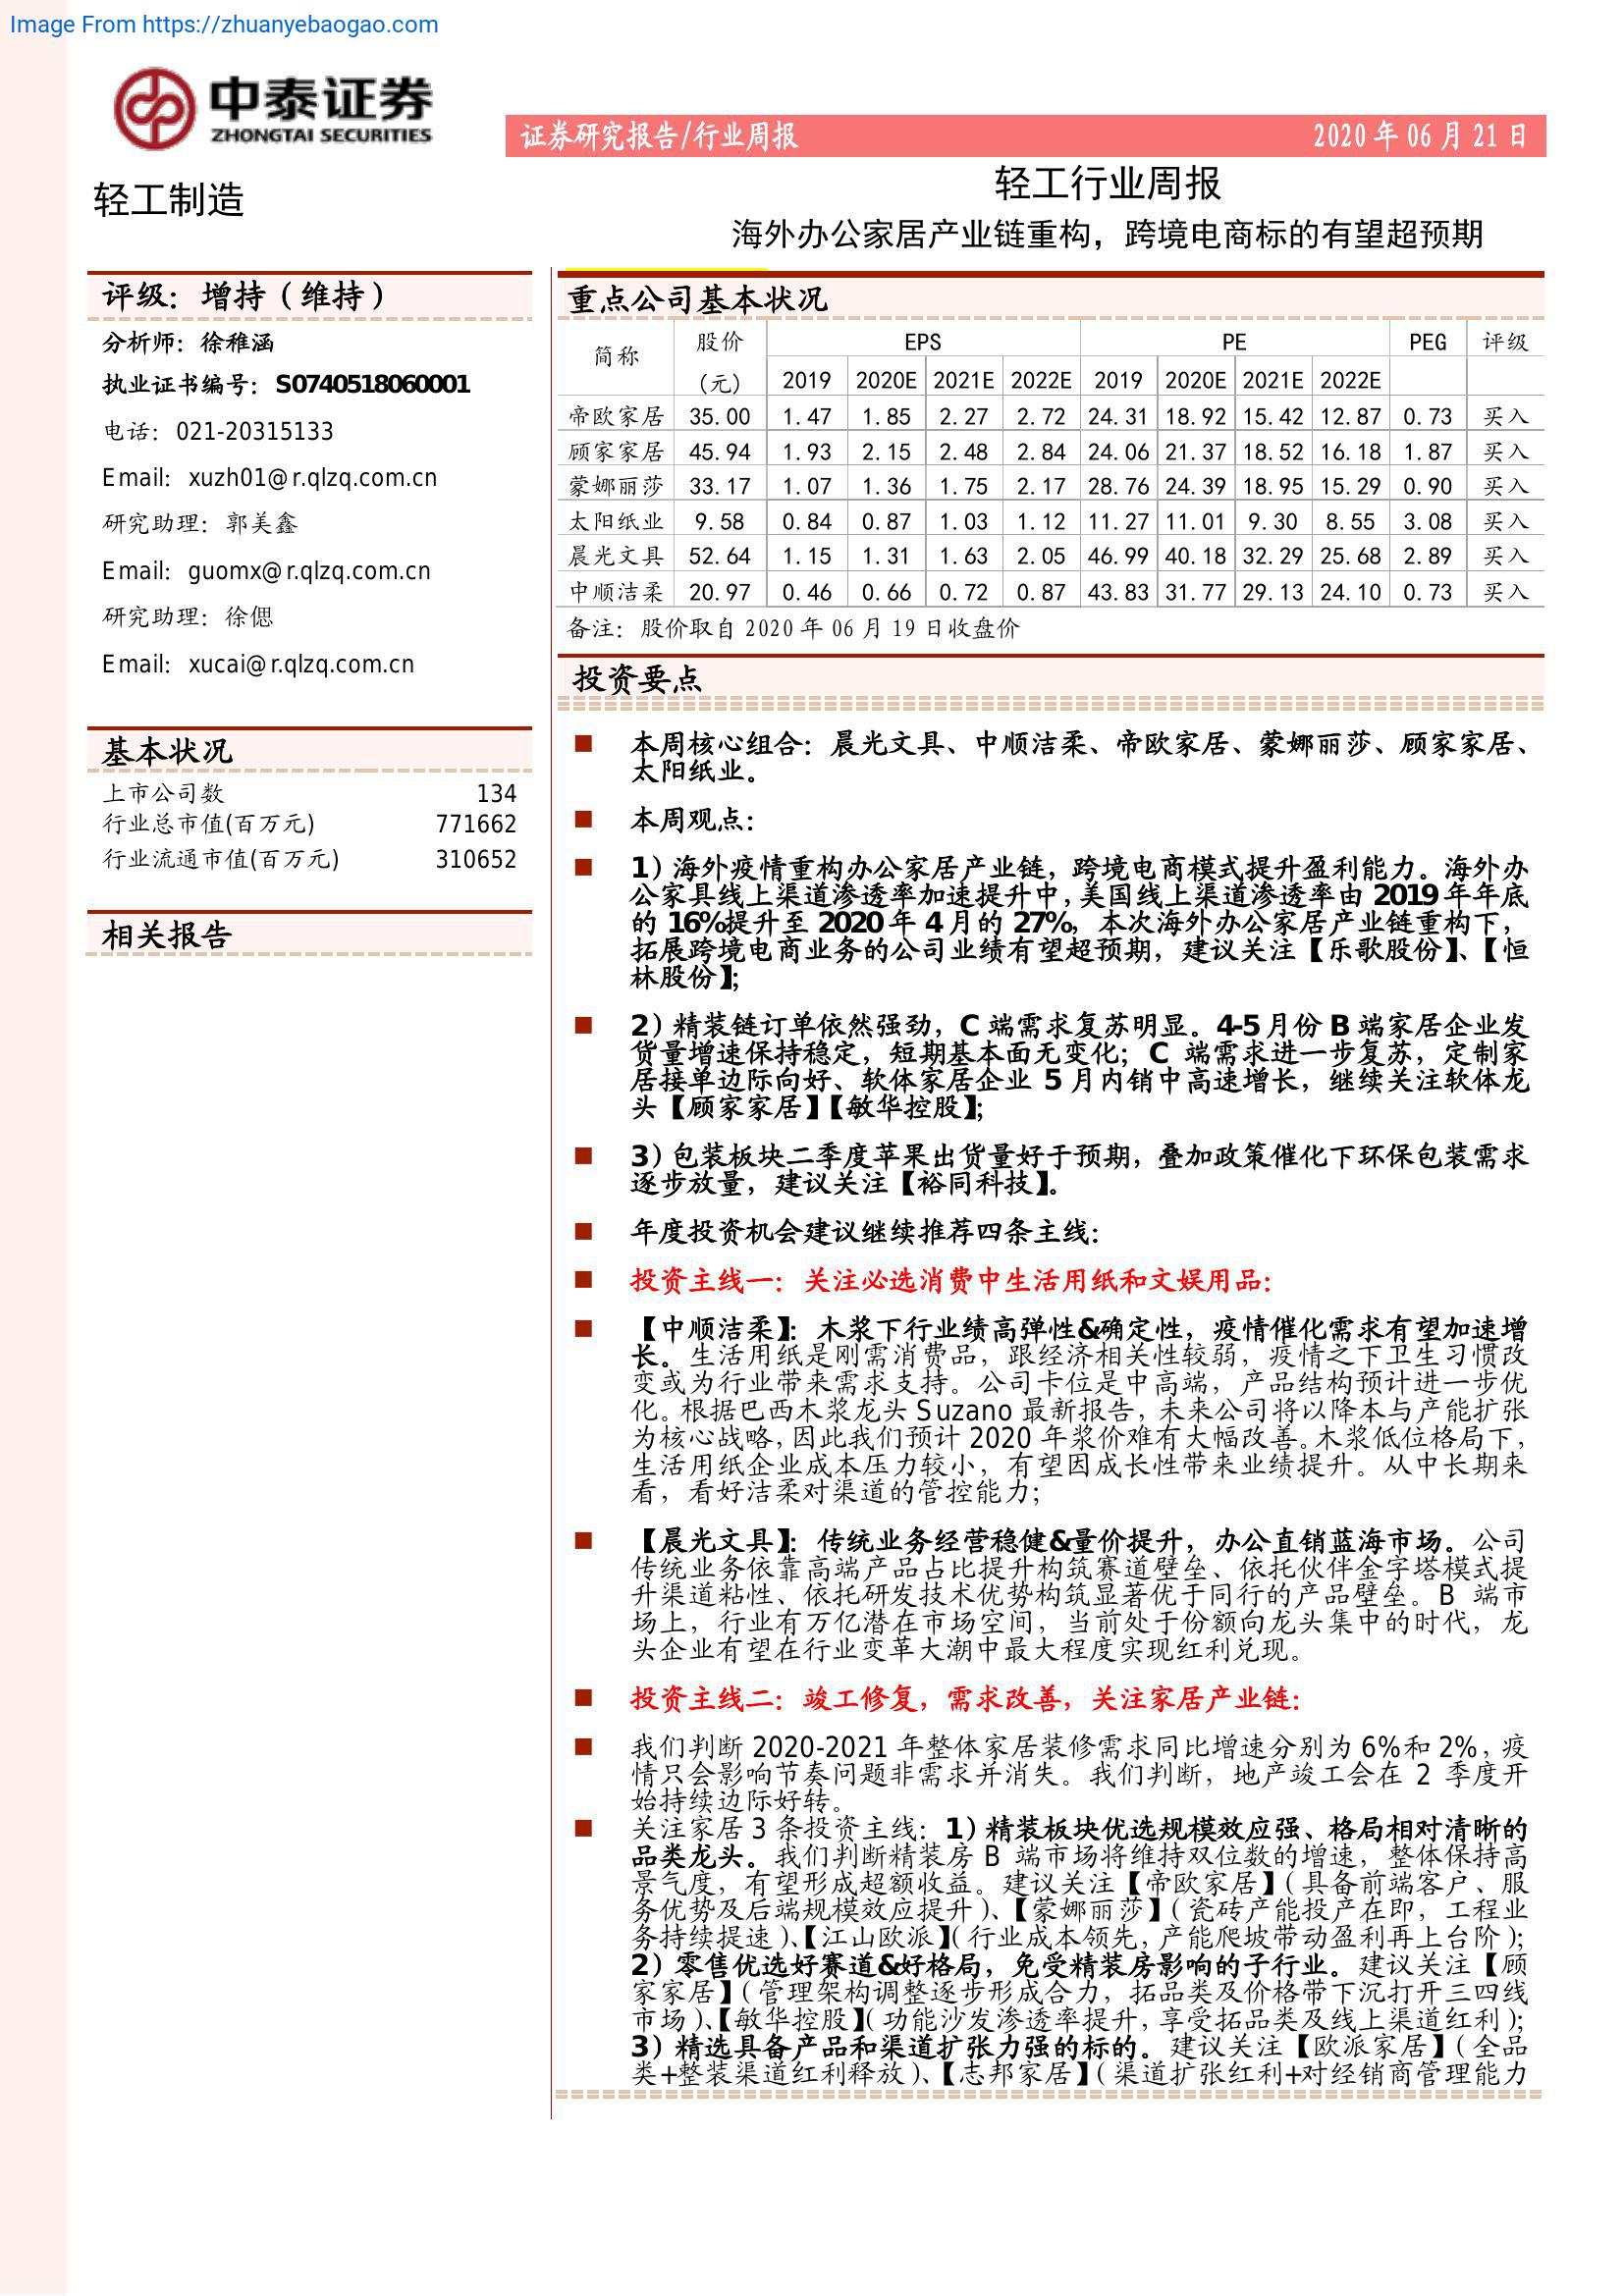 Image From https://zhuanyebaogao.com
中泰证券
ZHONGTAI SECURITIES
证券研究报告/行业周报 2020 年 06 月 21 日
轻工制造
轻工行业周报
海外办公家居产业链重构，跨境电商标的有望超预期
评级：增持（维持）
分析师：徐稚涵
执业证书编号：S0740518060001
电话：021-20315133
Email：xuzh01@r.qlzq.com.cn
研究助理：郭美鑫
Email：guomx@r.qlzq.com.cn
研究助理：徐偲
Email：xucai@r.qlzq.com.cn
基本状况
上市公司数 134
行业总市值(百万元) 771662
行业流通市值(百万元) 310652
相关报告
重点公司基本状况
简称 股价 EPS PE PEG 评级
(元) 2019 2020E 2021E 2022E 2019 2020E 2021E 2022E
帝欧家居 35.00 1.47 1.85 2.27 2.72 24.31 18.92 15.42 12.87 0.73 买入
顾家家居 45.94 1.93 2.15 2.48 2.84 24.06 21.37 18.52 16.18 1.87 买入
蒙娜丽莎 33.17 1.07 1.36 1.75 2.17 28.76 24.39 18.95 15.29 0.90 买入
太阳纸业 9.58 0.84 0.87 1.03 1.12 11.27 11.01 9.30 8.55 3.08 买入
晨光文具 52.64 1.15 1.31 1.63 2.05 46.99 40.18 32.29 25.68 2.89 买入
中顺洁柔 20.97 0.46 0.66 0.72 0.87 43.83 31.77 29.13 24.10 0.73 买入
备注：股价取自 2020 年 06 月 19 日收盘价
投资要点
■ 本周核心组合：晨光文具、中顺洁柔、帝欧家居、蒙娜丽莎、顾家家居、
太阳纸业。
■ 本周观点：
■ 1）海外疫情重构办公家居产业链，跨境电商模式提升盈利能力。海外办
公家具线上渠道渗透率加速提升中，美国线上渠道渗透率由 2019 年年底
的 16%提升至 2020 年 4 月的 27%，本次海外办公家居产业链重构下，
拓展跨境电商业务的公司业绩有望超预期，建议关注【乐歌股份】、【恒
林股份】；
■ 2）精装链订单依然强劲，C 端需求复苏明显。4-5 月份 B 端家居企业发
货量增速保持稳定，短期基本面无变化；C 端需求进一步复苏，定制家
居接单边际向好、软体家居企业 5 月内销中高速增长，继续关注软体龙
头【顾家家居】【敏华控股】；
■ 3）包装板块二季度苹果出货量好于预期，叠加政策催化下环保包装需求
逐步放量，建议关注【裕同科技】。
■ 年度投资机会建议继续推荐四条主线：
■ 投资主线一：关注必选消费中生活用纸和文娱用品：
■ 【中顺洁柔】：木浆下行业绩高弹性&确定性，疫情催化需求有望加速增
长。生活用纸是刚需消费品，跟经济相关性较弱，疫情之下卫生习惯改
变或为行业带来需求支持。公司卡位是中高端，产品结构预计进一步优
化。根据巴西木浆龙头 Suzano 最新报告，未来公司将以降本与产能扩张
为核心战略，因此我们预计 2020 年浆价难有大幅改善。木浆低位格局下，
生活用纸企业成本压力较小，有望因成长性带来业绩提升。从中长期来
看，看好洁柔对渠道的管控能力；
■ 【晨光文具】：传统业务经营稳健&量价提升，办公直销蓝海市场。公司
传统业务依靠高端产品占比提升构筑赛道壁垒、依托伙伴金字塔模式提
升渠道粘性、依托研发技术优势构筑显著优于同行的产品壁垒。B 端市
场上，行业有万亿潜在市场空间，当前处于份额向龙头集中的时代，龙
头企业有望在行业变革大潮中最大程度实现红利兑现。
■ 投资主线二：竣工修复，需求改善，关注家居产业链：
■ 我们判断 2020-2021 年整体家居装修需求同比增速分别为 6%和 2%，疫
情只会影响节奏问题非需求并消失。我们判断，地产竣工会在 2 季度开
始持续边际好转。
■ 关注家居 3 条投资主线：1）精装板块优选规模效应强、格局相对清晰的
品类龙头。我们判断精装房 B 端市场将维持双位数的增速，整体保持高
景气度，有望形成超额收益。建议关注【帝欧家居】（具备前端客户、服
务优势及后端规模效应提升）、【蒙娜丽莎】（瓷砖产能投产在即，工程业
务持续提速）、【江山欧派】（行业成本领先，产能爬坡带动盈利再上台阶）；
2）零售优选好赛道&好格局，免受精装房影响的子行业。建议关注【顾
家家居】（管理架构调整逐步形成合力，拓品类及价格带下沉打开三四线
市场）、【敏华控股】（功能沙发渗透率提升，享受拓品类及线上渠道红利）；
3）精选具备产品和渠道扩张力强的标的。建议关注【欧派家居】（全品
类+整装渠道红利释放）、【志邦家居】（渠道扩张红利+对经销商管理能力